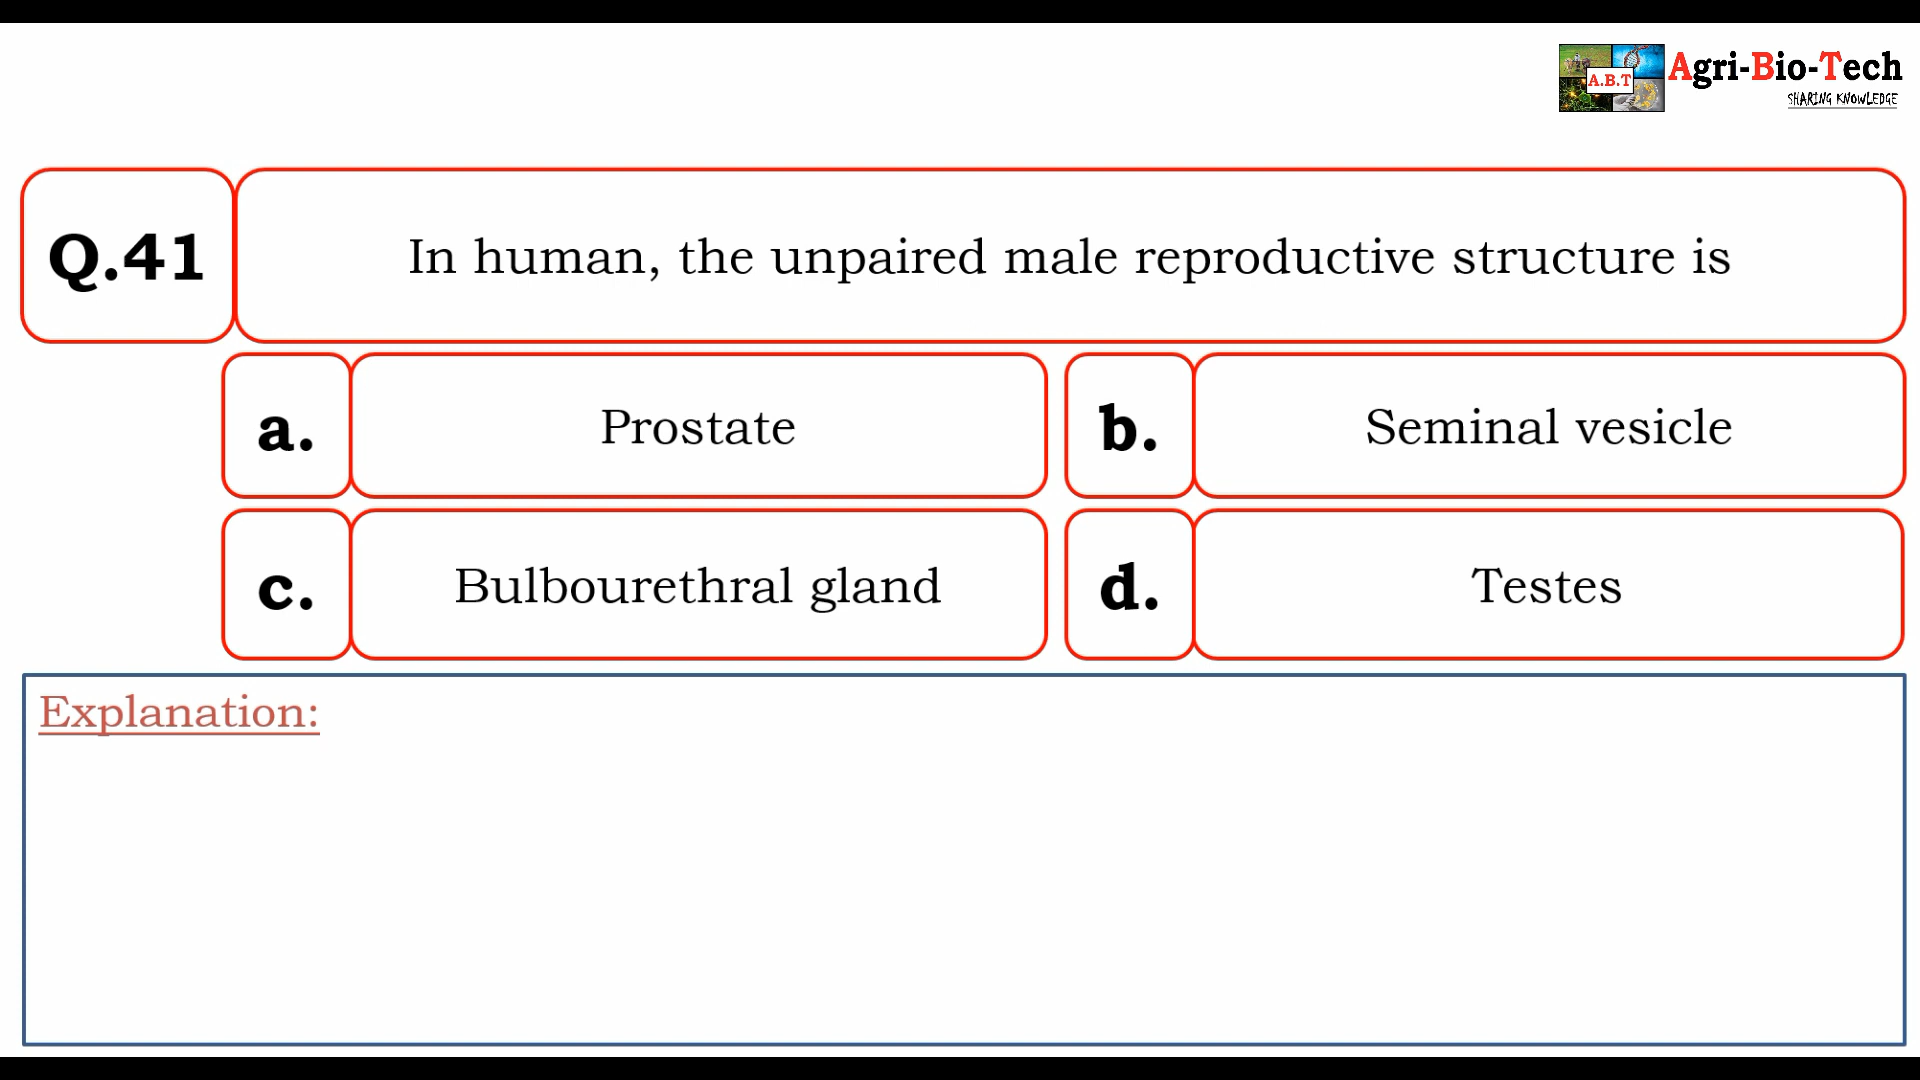 A.B.T
Agri-Bio-Tech
SHARING KNOWLEDGE
Q.41
In human, the unpaired male reproductive structure is
a.
Prostate
b.
Seminal vesicle
c.
Bulbourethral gland
d.
Testes
Explanation: